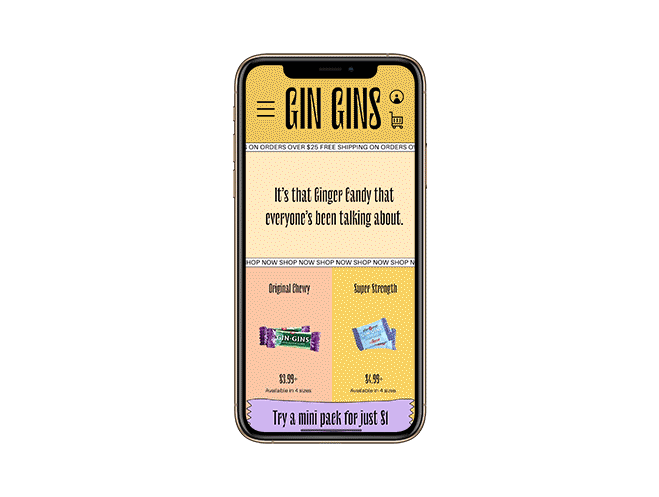 GIN GINS
G ON ORDERS OVER $25 FREE SHIPPING ON ORDERS OV
It's that Ginger Candy that
everyone's been talking about.
HOP NOW SHOP NOW SHOP NOW SHOP NOW SHOP N
Original Chewy
Super Strength
GIN·GINS
$3.99+
$4.99+
Available in 4 sizes
Available in 4 sizes
Try a mini pack for just $1